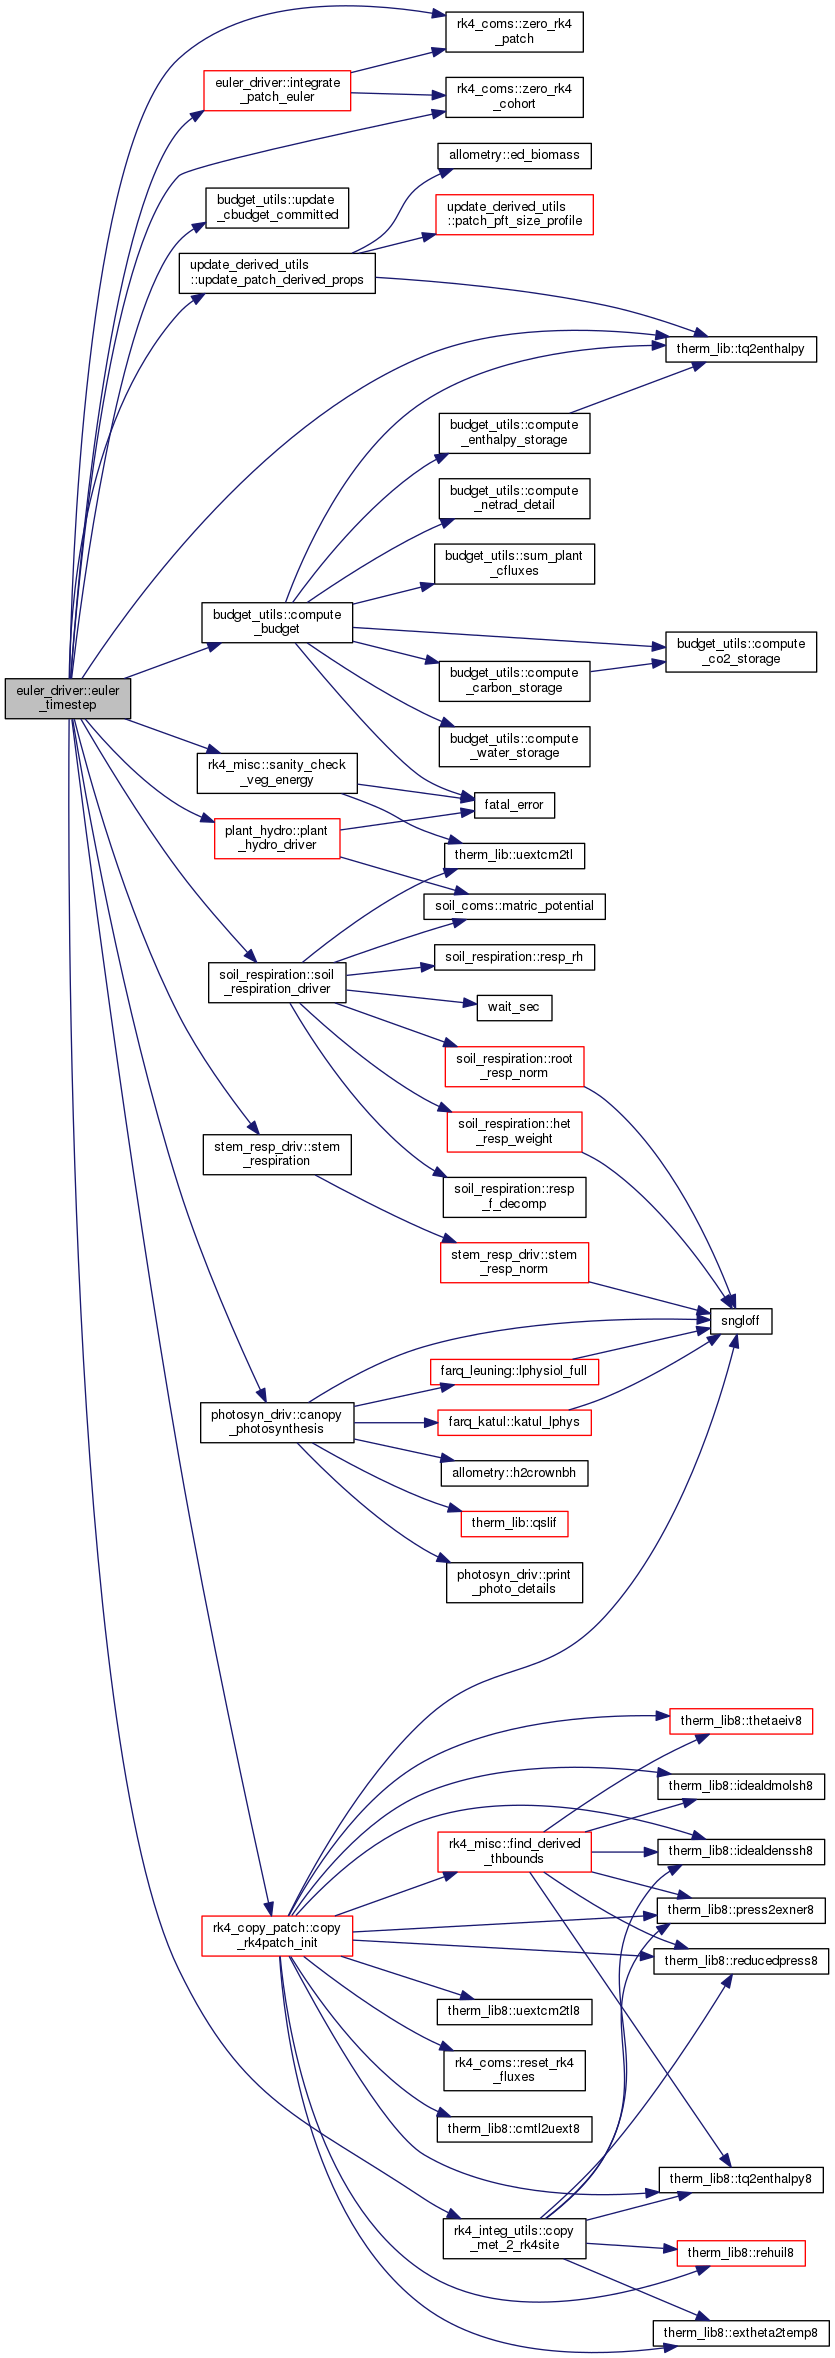 rk4_coms::zero_rk4
_patch
euler_driver::integrate
_patch_euler
rk4_coms::zero_rk4
_cohort
allometry::ed_biomass
budget_utils::update
_cbudget_committed
update_derived_utils
::patch_pft_size_profile
update_derived_utils
::update_patch_derived_props
therm_lib::tq2enthalpy
budget_utils::compute
_enthalpy_storage
budget_utils::compute
_netrad_detail
budget_utils::sum_plant
_cfluxes
budget_utils::compute
_budget
budget_utils::compute
_co2_storage
budget_utils::compute
_carbon_storage
euler_driver::euler
_timestep
budget_utils::compute
_water_storage
rk4_misc::sanity_check
_veg_energy
fatal_error
plant_hydro::plant
_hydro_driver
therm_lib::uextcm2tl
soil_coms::matric_potential
soil_respiration::resp_rh
soil_respiration::soil
_respiration_driver
wait_sec
soil_respiration::root
_resp_norm
soil_respiration::het
_resp_weight
stem_resp_driv::stem
_respiration
soil_respiration::resp
_f_decomp
stem_resp_driv::stem
_resp_norm
sngloff
farq_leuning::lphysiol_full
photosyn_driv::canopy
_photosynthesis
farq_katul::katul_lphys
allometry::h2crownbh
therm_lib::qslif
photosyn_driv::print
_photo_details
therm_lib8::thetaeiv8
therm_lib8::idealdmolsh8
rk4_misc::find_derived
_thbounds
therm_lib8::idealdenssh8
therm_lib8::press2exner8
rk4_copy_patch::copy
_rk4patch_init
therm_lib8::reducedpress8
therm_lib8::uextcm2tl8
rk4_coms::reset_rk4
_fluxes
therm_lib8::cmtl2uext8
therm_lib8::tq2enthalpy8
rk4_integ_utils::copy
_met_2_rk4site
therm_lib8::rehuil8
therm_lib8::extheta2temp8